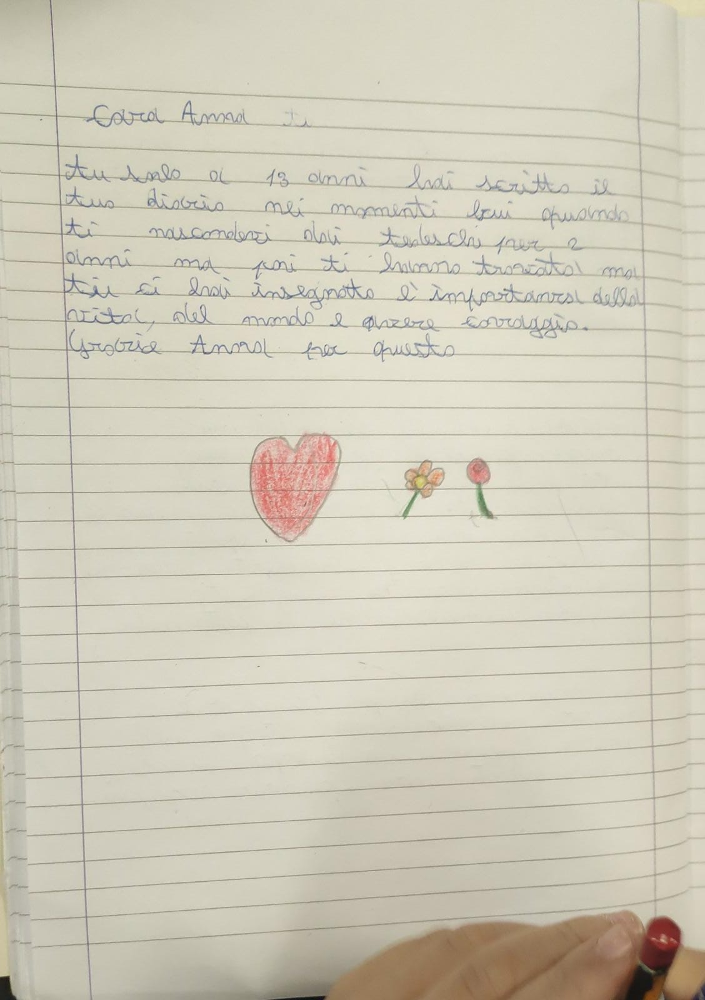 Cara Anna ti
tu solo a 13 anni hai scritto il
tuo diario nei momenti bui quando
ti nascondevi dai tedeschi per 2
anni ma poi ti hanno trovata ma
tu ci hai insegnato l'importanza della
vita, del mondo e avere coraggio.
Grazie Anna per questo